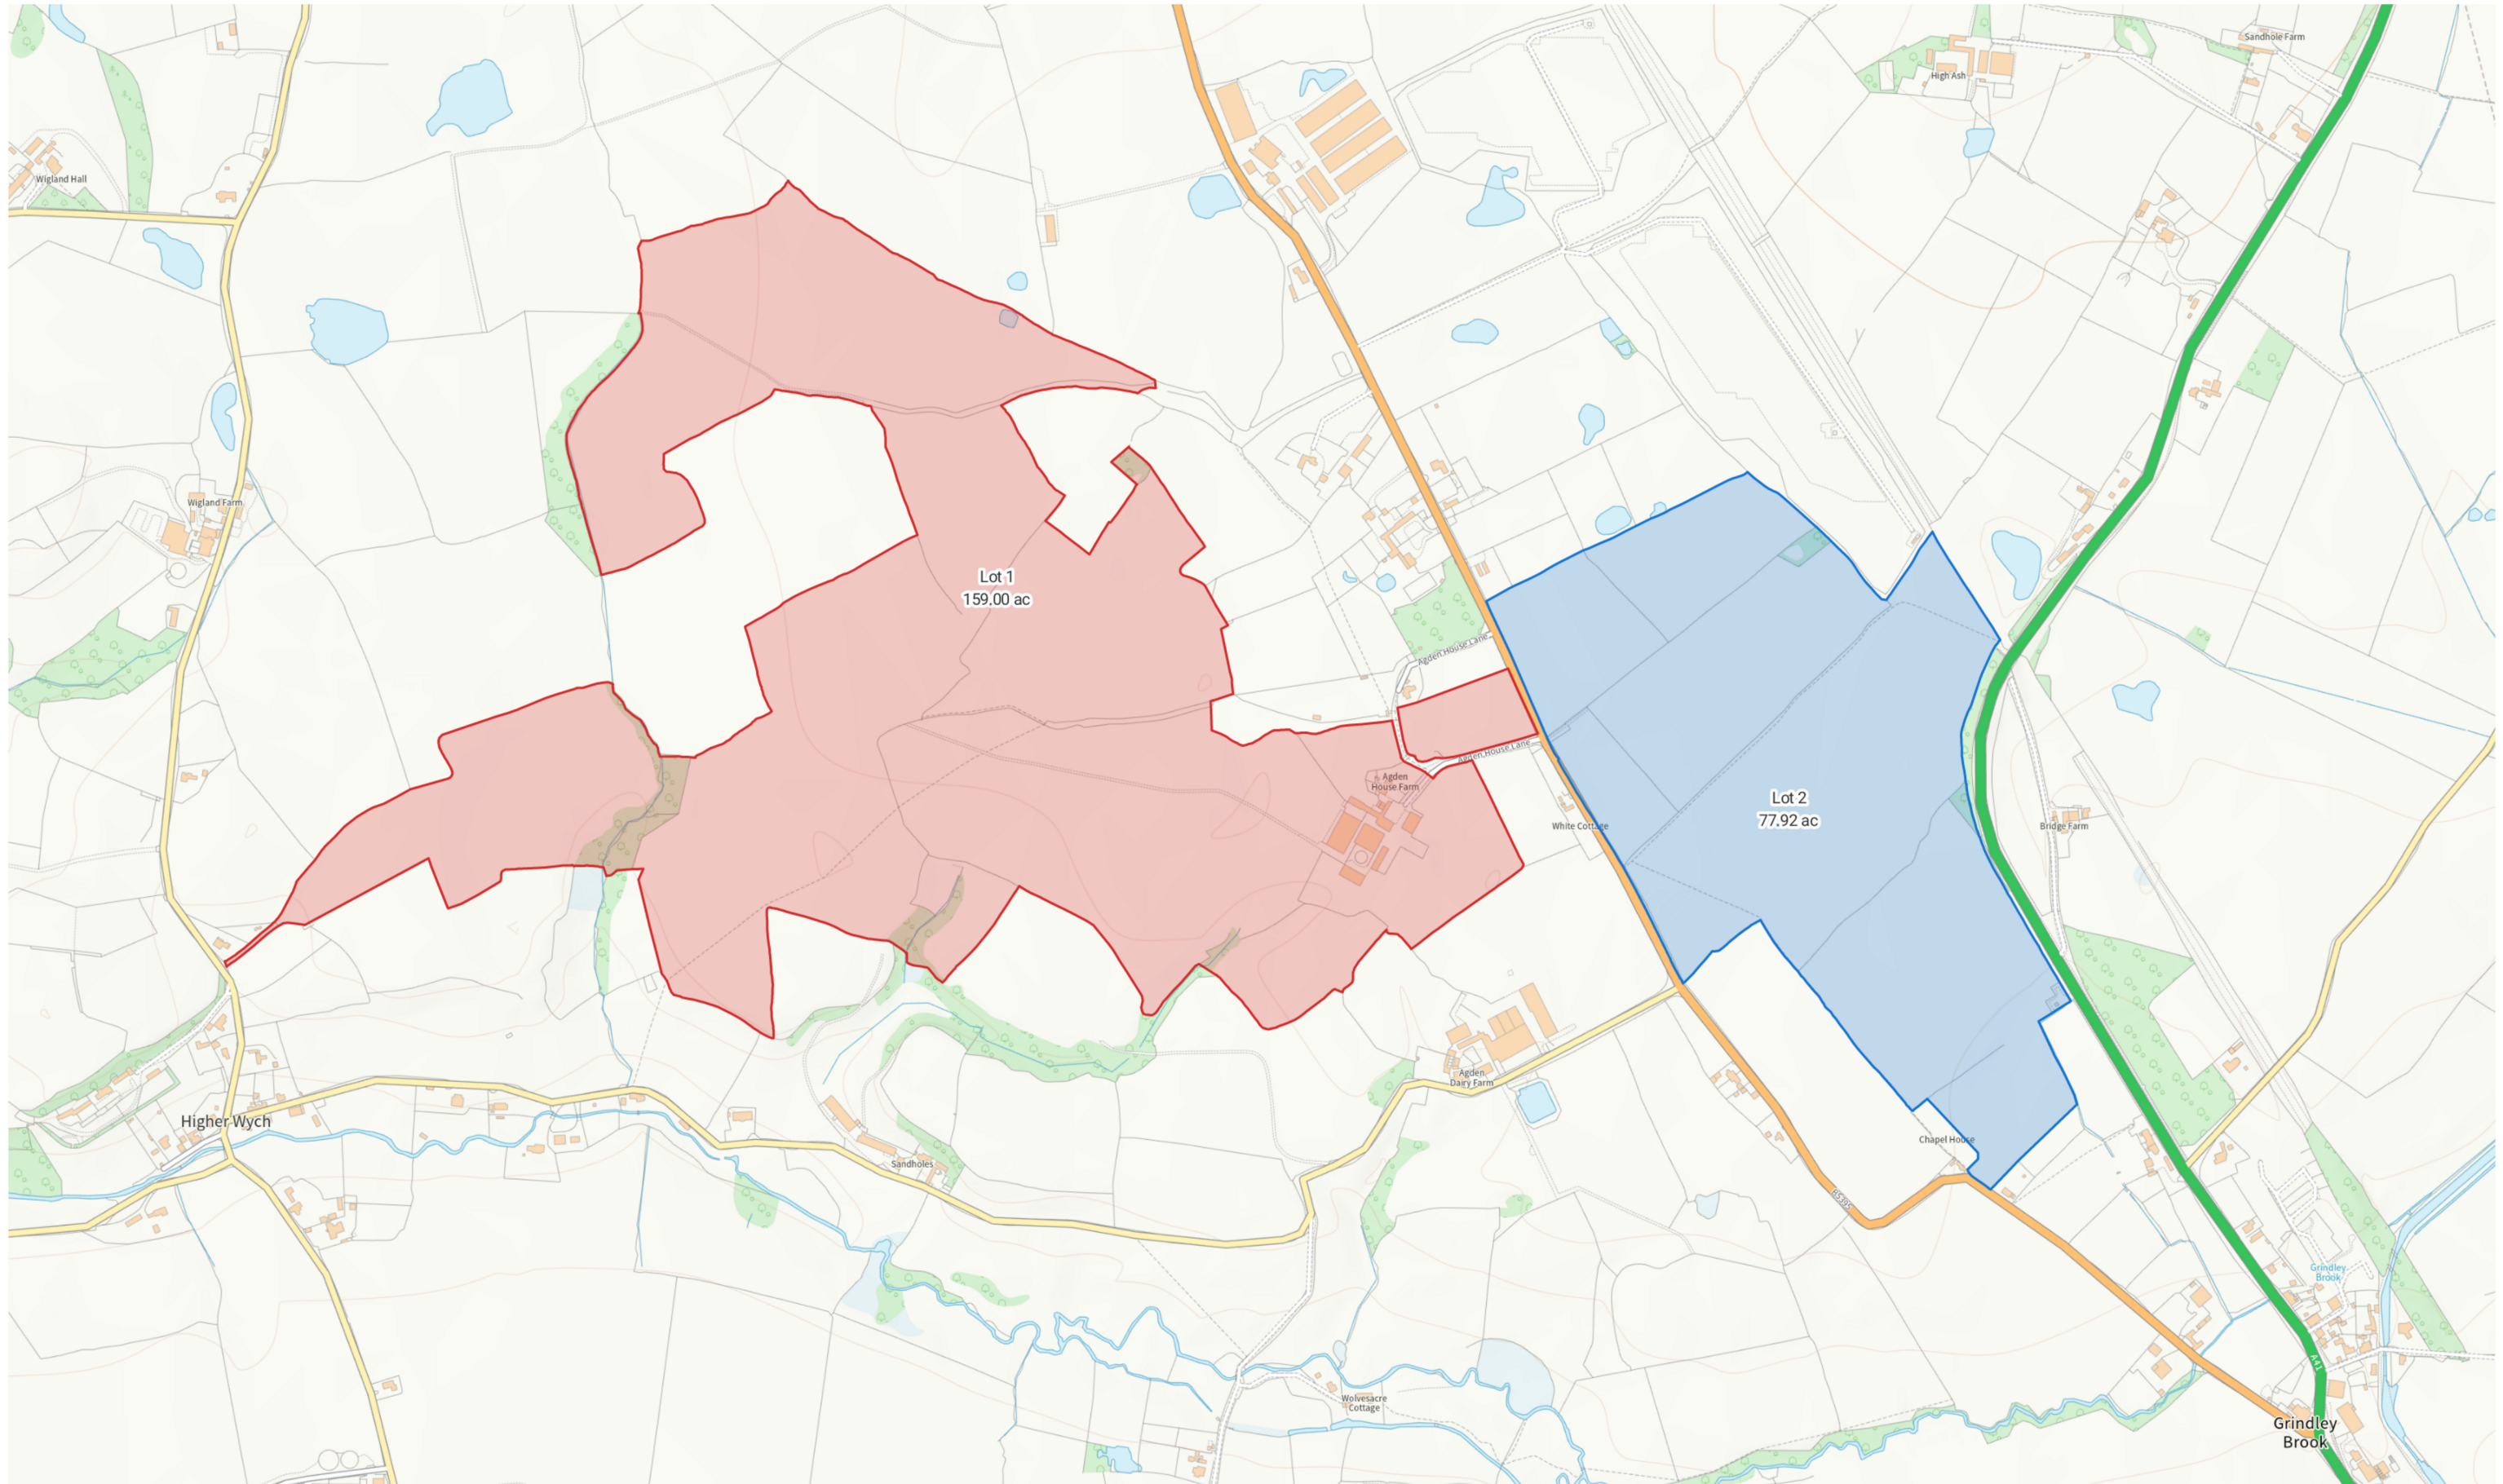 Sandhole Farm
High Ash
Wigland Hall
Wigland Farm
Lot 1
159.00 ac
Agden House Lane
Agden House Lane
Agden
House Farm
Lot 2
77.92 ac
White Cottage
Bridge Farm
Agden
Dairy Farm
Higher Wych
Chapel House
Sandholes
B5395
Grindley
Brook
A41
Wolvesacre
Cottage
Grindley
Brook